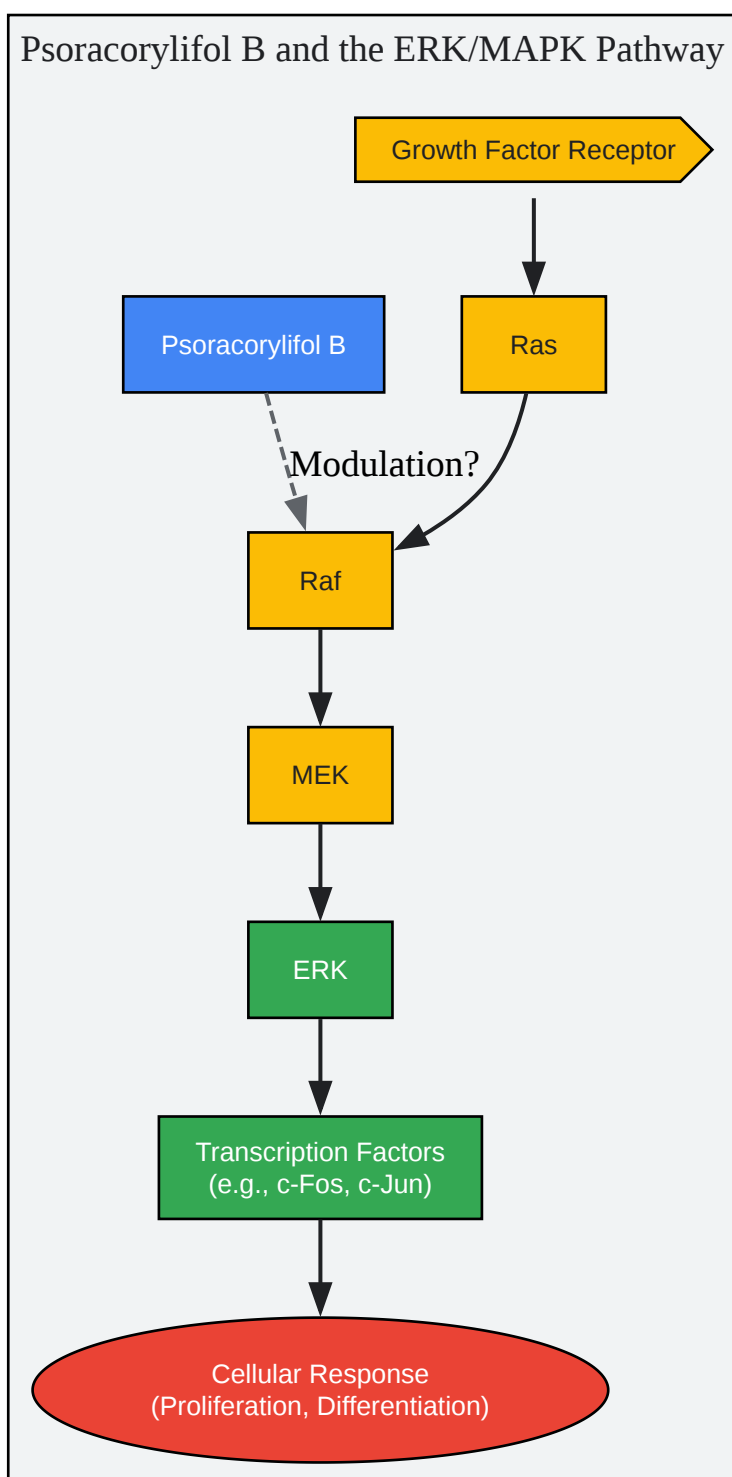 Psoracorylifol B and the ERK/MAPK Pathway
Growth Factor Receptor
Psoracorylifol B
Ras
Modulation?
Raf
MEK
ERK
Transcription Factors
(e.g., c-Fos, c-Jun)
Cellular Response
(Proliferation, Differentiation)